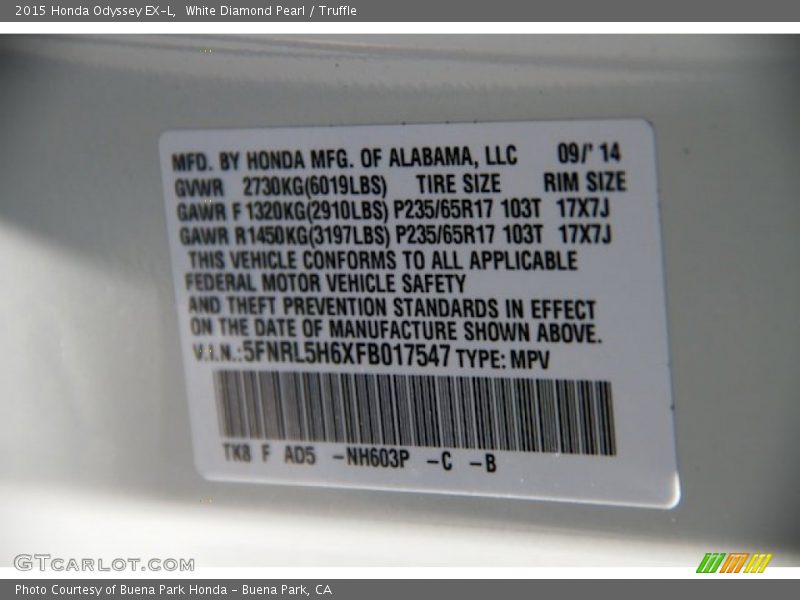 2015 Honda Odyssey EX-L, White Diamond Pearl / Truffle
MFD. BY HONDA MFG. OF ALABAMA, LLC 09/' 14
GVWR 2730KG(6019LBS) TIRE SIZE RIM SIZE
GAWR F 1320KG(2910LBS) P235/65R17 103T 17X7J
GAWR R1450KG(3197LBS) P235/65R17 103T 17X7J
THIS VEHICLE CONFORMS TO ALL APPLICABLE
FEDERAL MOTOR VEHICLE SAFETY
AND THEFT PREVENTION STANDARDS IN EFFECT
ON THE DATE OF MANUFACTURE SHOWN ABOVE.
V.I.N.:5FNRL5H6XFB017547 TYPE: MPV
TK8 F AD5 -NH603P -C -B
GTCARLOT.COM
Photo Courtesy of Buena Park Honda - Buena Park, CA